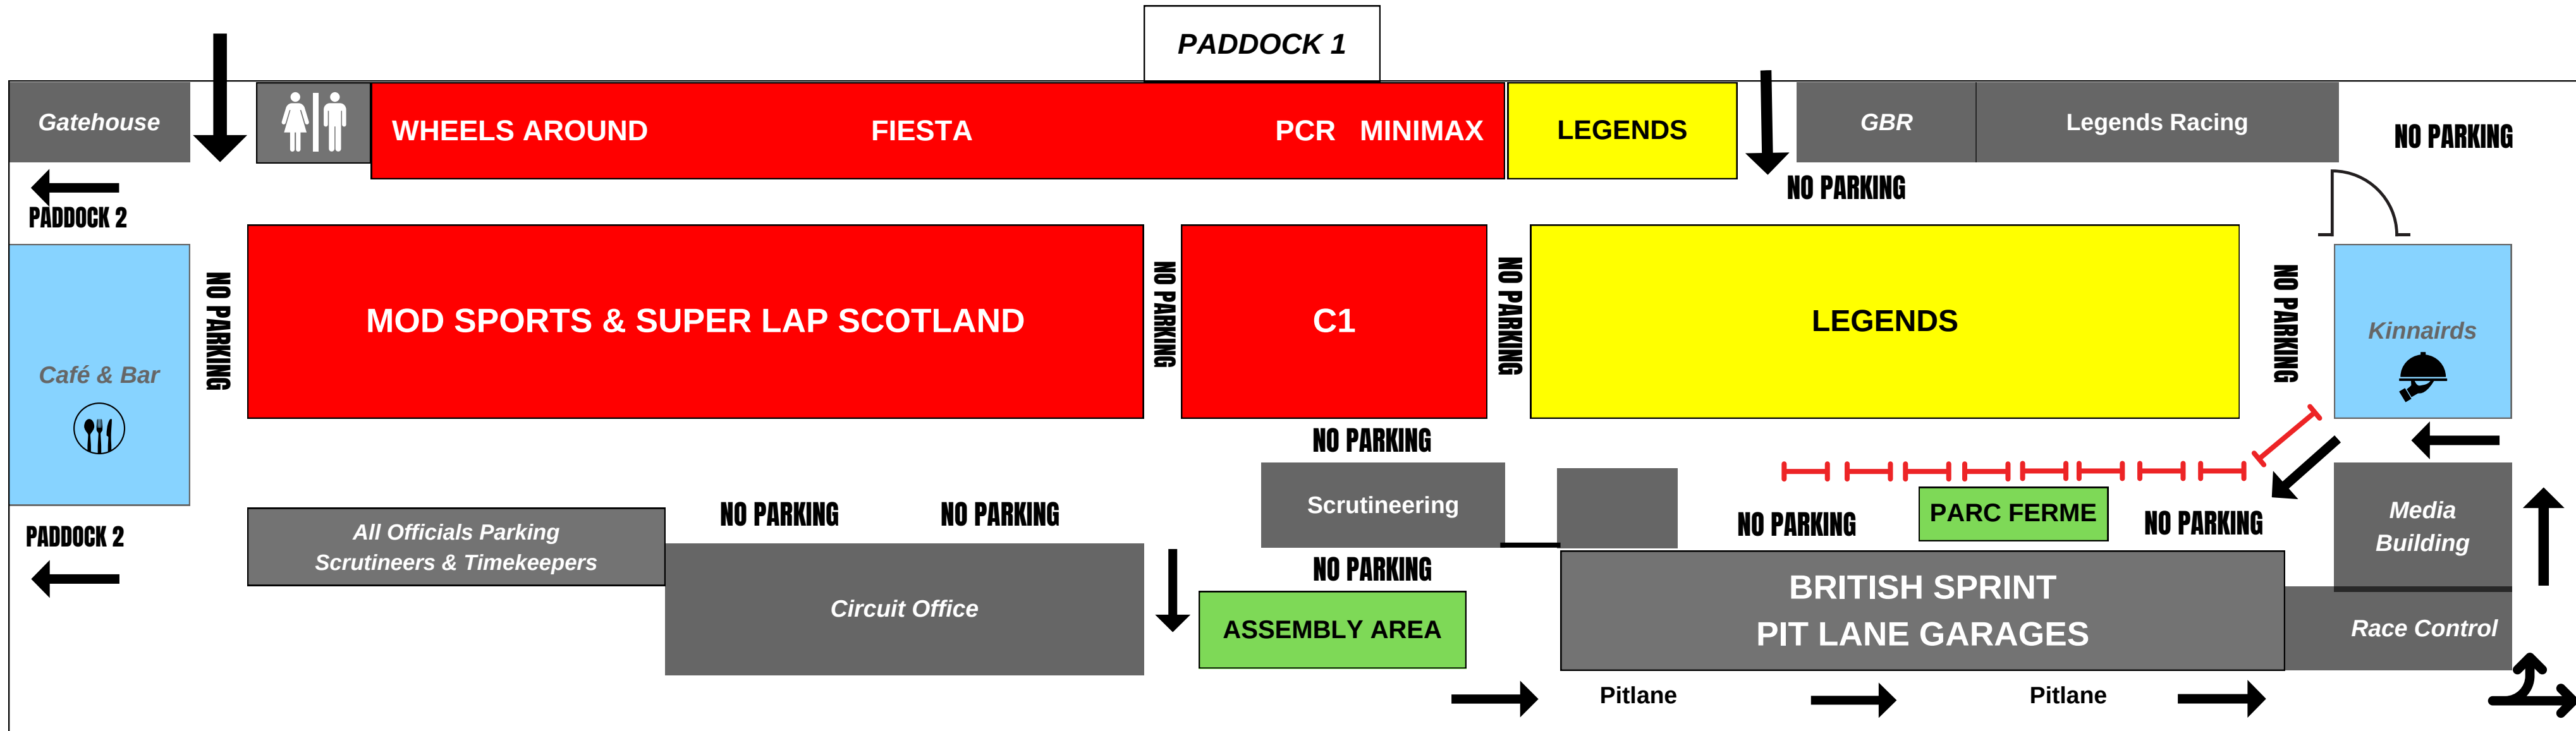 PADDOCK 1
Gatehouse
WHEELS AROUND
FIESTA
PCR
MINIMAX
LEGENDS
GBR
Legends Racing
NO PARKING
NO PARKING
PADDOCK 2
Café & Bar
NO PARKING
MOD SPORTS & SUPER LAP SCOTLAND
NO PARKING
C1
NO PARKING
LEGENDS
NO PARKING
Kinnairds
NO PARKING
Scrutineering
NO PARKING
NO PARKING
NO PARKING
PARC FERME
NO PARKING
Media
Building
PADDOCK 2
All Officials Parking
Scrutineers & Timekeepers
Circuit Office
NO PARKING
ASSEMBLY AREA
BRITISH SPRINT
PIT LANE GARAGES
Race Control
Pitlane
Pitlane